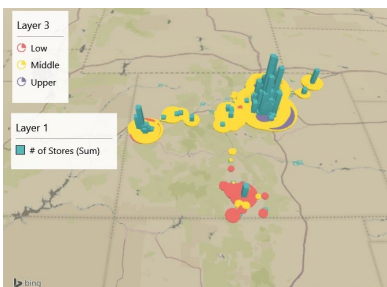 Layer 3
Low
Middle
Upper
Layer 1
# of Stores (Sum)
bing